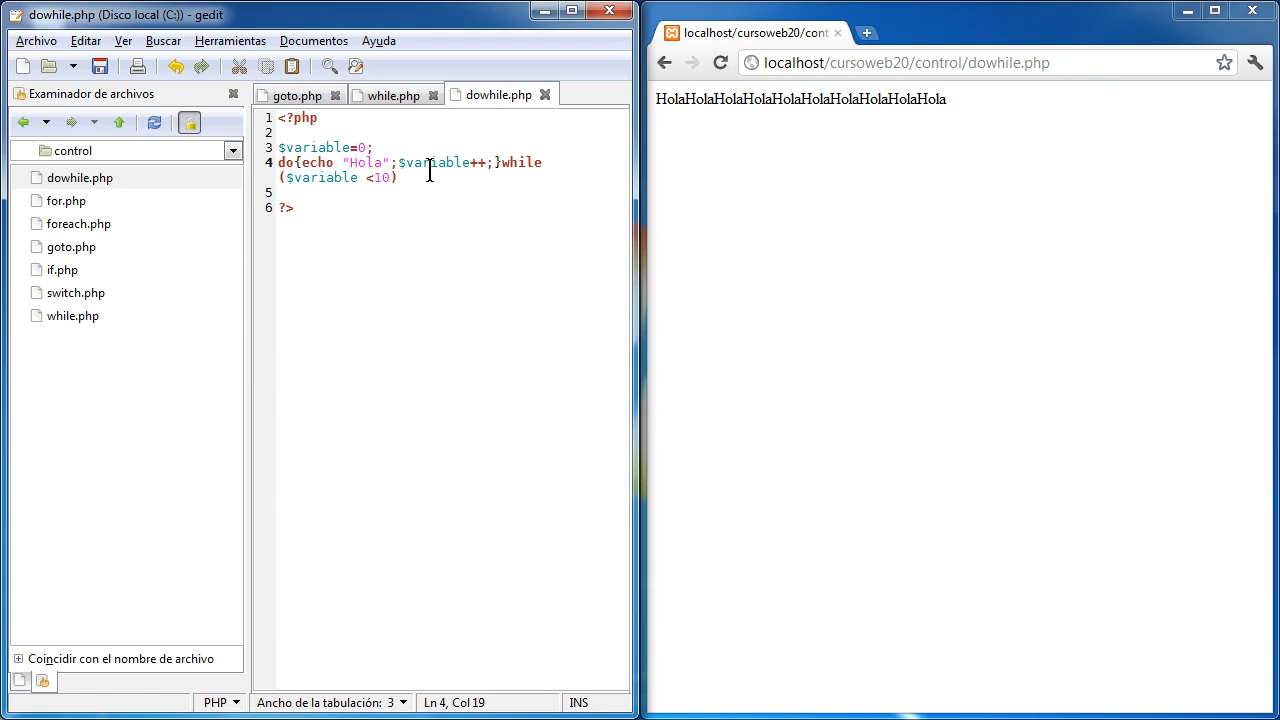 dowhile.php (Disco local (C:)) - gedit
Archivo Editar Ver Buscar Herramientas Documentos Ayuda
Examinador de archivos
control
dowhile.php
for.php
foreach.php
goto.php
if.php
switch.php
while.php
Coincidir con el nombre de archivo
goto.php while.php dowhile.php
1 <?php
2
3 $variable=0;
4 do{echo "Hola";$variable++;}while
($variable <10)
5
6 ?>
PHP Ancho de la tabulación: 3 Ln 4, Col 19 INS
localhost/cursoweb20/cont
localhost/cursoweb20/control/dowhile.php
HolaHolaHolaHolaHolaHolaHolaHolaHolaHola